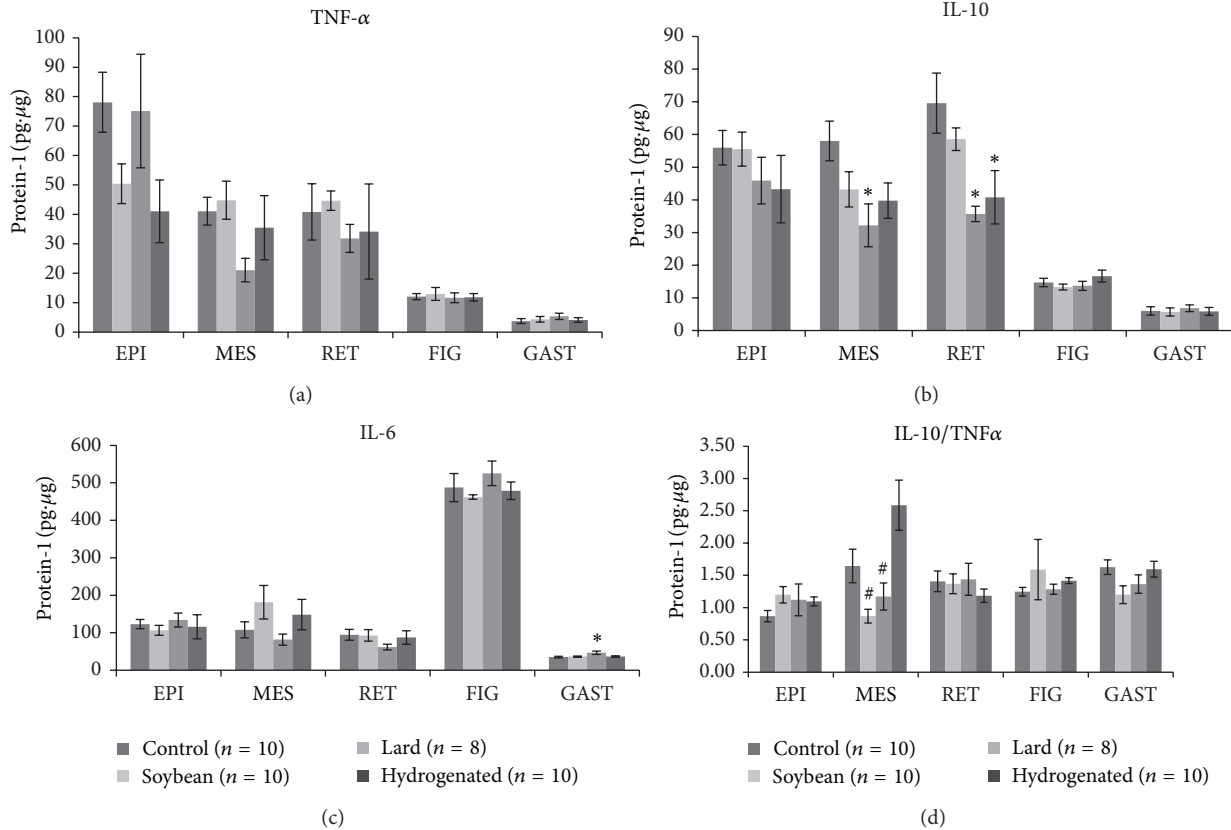 TNF-α
Protein-1 (pg·µg)
100
90
80
70
60
50
40
30
20
10
0
EPI MES RET FIG GAST
(a)
IL-10
Protein-1 (pg·µg)
90
80
70
60
50
40
30
20
10
0
* * *
EPI MES RET FIG GAST
(b)
IL-6
Protein-1 (pg·µg)
600
500
400
300
200
100
0
*
EPI MES RET FIG GAST
Control (n = 10) Lard (n = 8)
Soybean (n = 10) Hydrogenated (n = 10)
(c)
IL-10/TNFα
Protein-1 (pg·µg)
3.50
3.00
2.50
2.00
1.50
1.00
0.50
0.00
# #
EPI MES RET FIG GAST
Control (n = 10) Lard (n = 8)
Soybean (n = 10) Hydrogenated (n = 10)
(d)